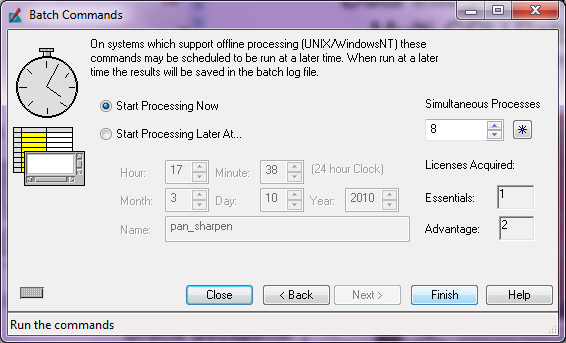 Batch Commands
On systems which support offline processing (UNIX/WindowsNT) these
commands may be scheduled to be run at a later time. When run at a later
time the results will be saved in the batch log file.
Start Processing Now
Simultaneous Processes
Start Processing Later At...
8
Hour: 17 Minute: 38 (24 hour Clock)
Licenses Acquired:
Month: 3 Day: 10 Year: 2010
Essentials: 1
Name: pan_sharpen
Advantage: 2
Close < Back Next > Finish Help
Run the commands